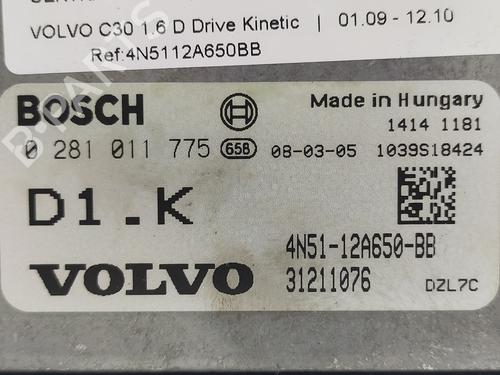 VOLVO C30 1.6 D Drive Kinetic | 01.09 - 12.10
Ref:4N5112A650BB
BOSCH
Made in Hungary
1414 1181
0 281 011 775 658 08-03-05 1039S18424
D1.K
4N51-12A650-BB
VOLVO 31211076 DZL7C
B-PARTS